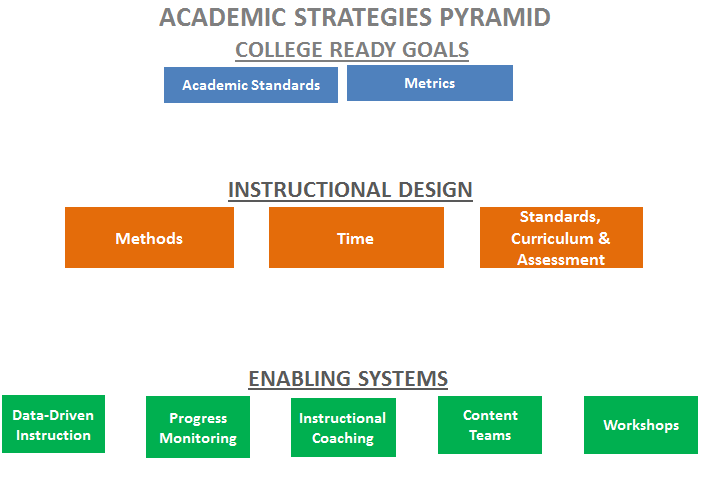 ACADEMIC STRATEGIES PYRAMID
COLLEGE READY GOALS
Academic Standards
Metrics
INSTRUCTIONAL DESIGN
Methods
Time
Standards,
Curriculum &
Assessment
ENABLING SYSTEMS
Data-Driven
Instruction
Progress
Monitoring
Instructional
Coaching
Content
Teams
Workshops